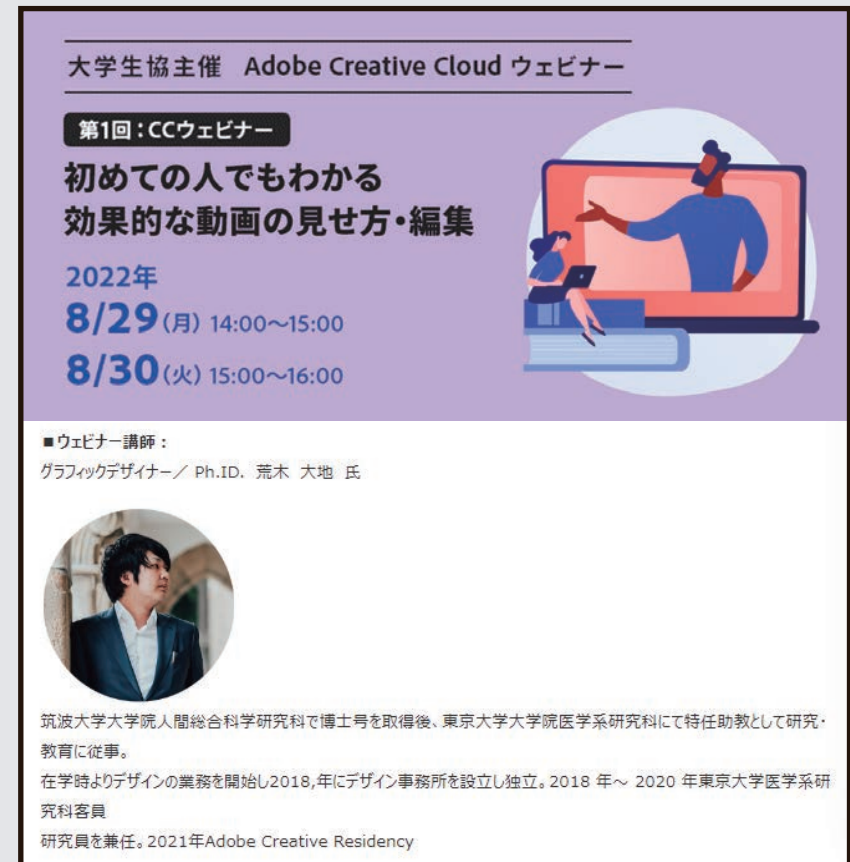 大学生協主催 Adobe Creative Cloud ウェビナー
第1回：CCウェビナー
初めての人でもわかる
効果的な動画の見せ方・編集
2022年
8/29(月) 14:00～15:00
8/30(火) 15:00～16:00
■ウェビナー講師：
グラフィックデザイナー／ Ph.ID. 荒木 大地 氏
筑波大学大学院人間総合科学研究科で博士号を取得後、東京大学大学院医学系研究科にて特任助教として研究・
教育に従事。
在学時よりデザインの業務を開始し2018,年にデザイン事務所を設立し独立。2018 年～ 2020 年東京大学医学系研
究科客員
研究員を兼任。2021年Adobe Creative Residency